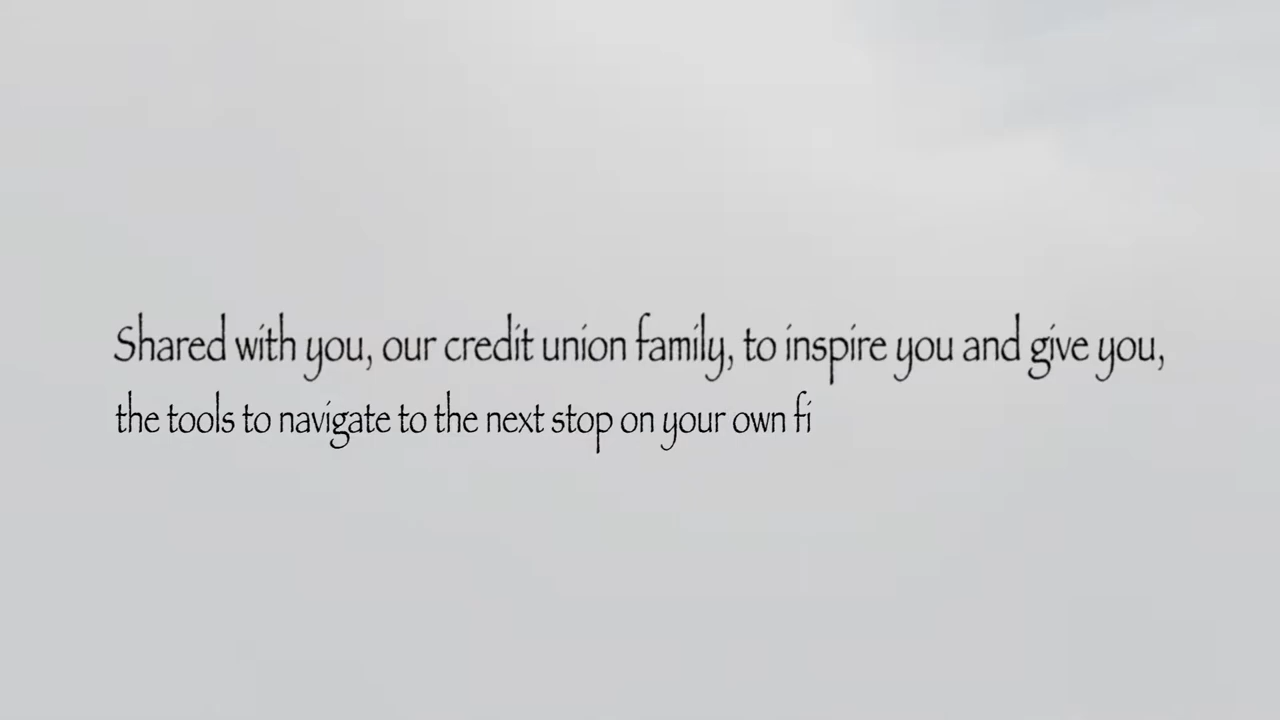 Shared with you, our credit union family, to inspire you and give you,
the tools to navigate to the next stop on your own fi